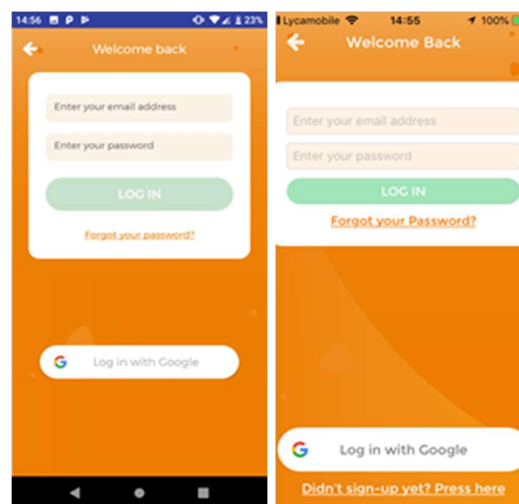 14:56
23%
Welcome back
Enter your email address
Enter your password
LOG IN
Forgot your password?
Log in with Google
Lycamobile
14:55
100%
Welcome Back
Enter your email address
Enter your password
LOG IN
Forgot your Password?
Log in with Google
Didn't sign-up yet? Press here